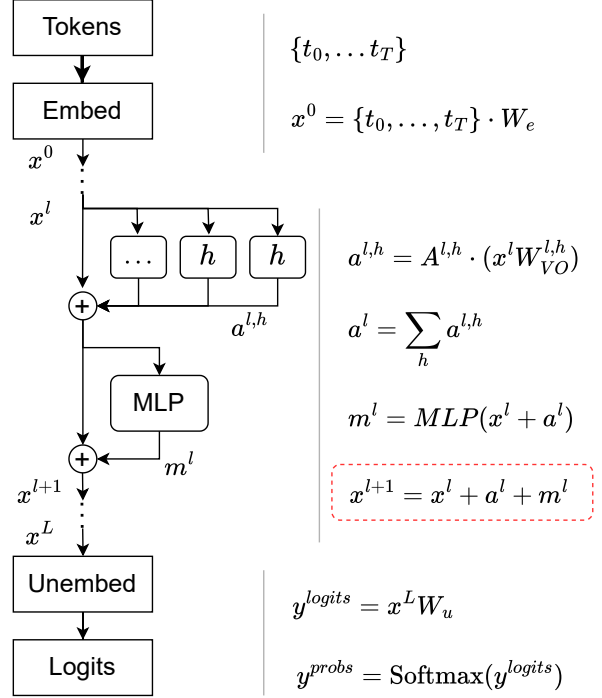 Tokens
{t_0, … t_T}
Embed
x^0 = {t_0, …, t_T} · W_e
x^0
x^l
… h h
a^{l,h} = A^{l,h} · (x^l W_{VO}^{l,h})
+
a^{l,h}
a^l = ∑_h a^{l,h}
MLP
m^l = MLP(x^l + a^l)
+
m^l
x^{l+1}
x^{l+1} = x^l + a^l + m^l
x^L
Unembed
y^{logits} = x^L W_u
Logits
y^{probs} = Softmax(y^{logits})